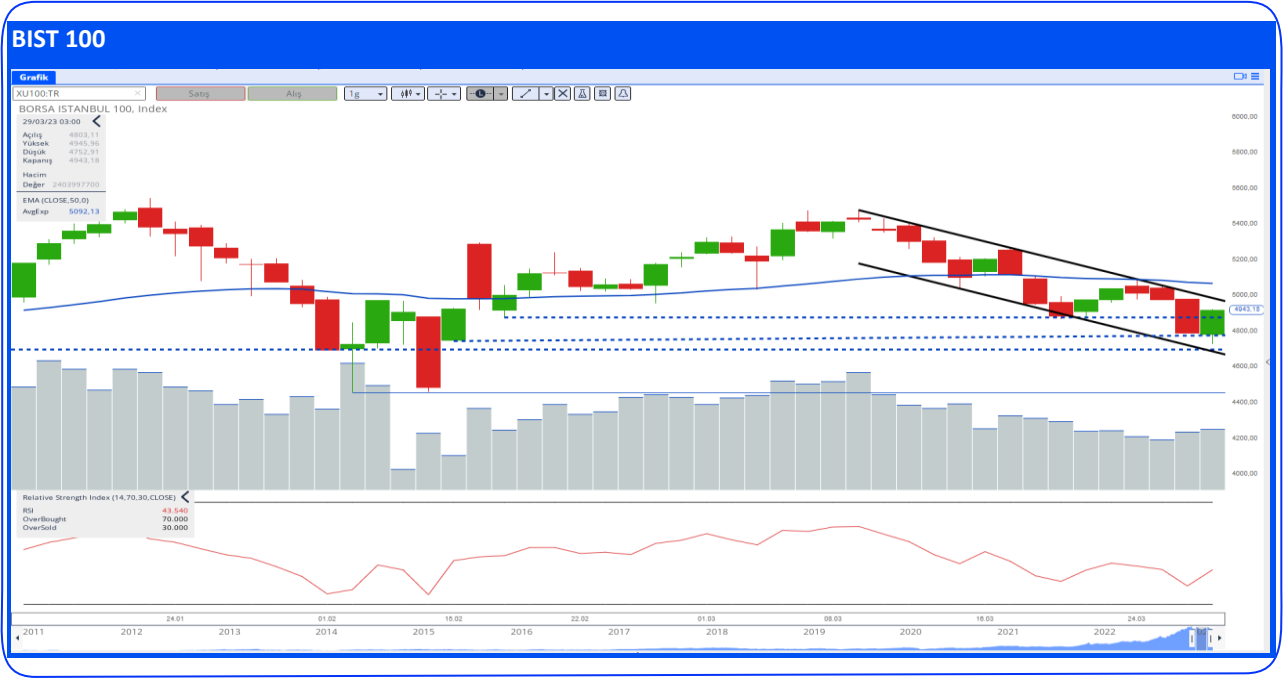 BIST 100
Grafik
XU100:TR
Satış
Alış
1g
BORSA ISTANBUL 100, Index
29/03/23 03:00
Açılış 4803,11
Yüksek 4945,96
Düşük 4752,91
Kapanış 4943,18
Hacim
Değer 2403997700
EMA (CLOSE,50,0)
AvgExp 5092,13
6000,00
5800,00
5600,00
5400,00
5200,00
5000,00
4943,18
4800,00
4600,00
4400,00
4200,00
4000,00
Relative Strength Index (14,70,30,CLOSE)
RSI 43.540
OverBought 70.000
OverSold 30.000
24.01 01.02 15.02 22.02 01.03 08.03 16.03 24.03
2011 2012 2013 2014 2015 2016 2017 2018 2019 2020 2021 2022